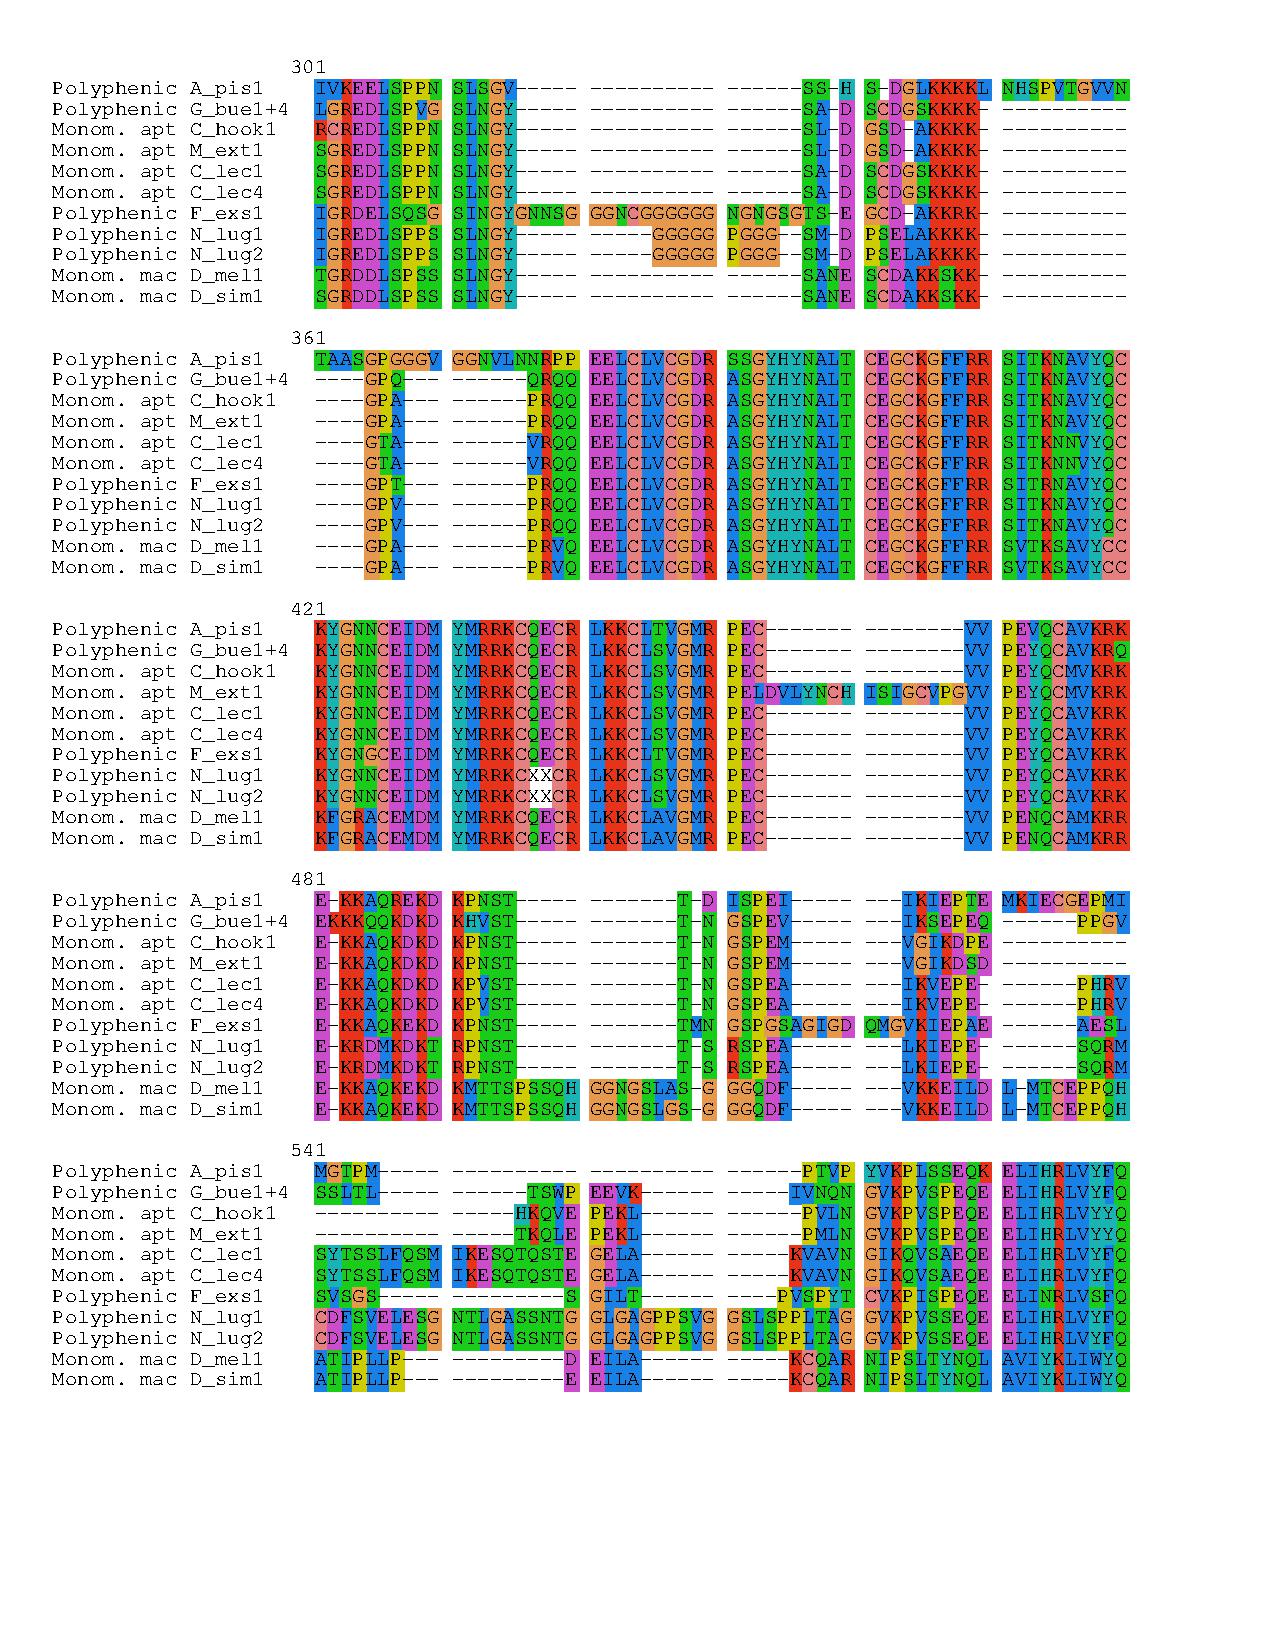 301
Polyphenic A_pis1 IVKEELSPPN SLSGV----- ---------- ------SS-H S-DGLKKKKL NHSPVTGVVN
Polyphenic G_bue1+4 LGREDLSPVG SLNGY----- ---------- ------SA-D SCDGSKKKK- ----------
Monom. apt C_hook1 RCREDLSPPN SLNGY----- ---------- ------SL-D GSD-AKKKK- ----------
Monom. apt M_ext1 SGREDLSPPN SLNGY----- ---------- ------SL-D GSD-AKKKK- ----------
Monom. apt C_lec1 SGREDLSPPN SLNGY----- ---------- ------SA-D SCDGSKKKK- ----------
Monom. apt C_lec4 SGREDLSPPN SLNGY----- ---------- ------SA-D SCDGSKKKK- ----------
Polyphenic F_exs1 IGRDELSQSG SINGYGNNSG GGNCGGGGGG NGNGSGTS-E GCD-AKKRK- ----------
Polyphenic N_lug1 IGREDLSPPS SLNGY----- -----GGGGG PGGG--SM-D PSELAKKKK- ----------
Polyphenic N_lug2 IGREDLSPPS SLNGY----- -----GGGGG PGGG--SM-D PSELAKKKK- ----------
Monom. mac D_mel1 TGRDDLSPSS SLNGY----- ---------- ------SANE SCDAKKSKK- ----------
Monom. mac D_sim1 SGRDDLSPSS SLNGY----- ---------- ------SANE SCDAKKSKK- ----------
361
Polyphenic A_pis1 TAASGPGGGV GGNVLNNRPP EELCLVCGDR SSGYHYNALT CEGCKGFFRR SITKNAVYQC
Polyphenic G_bue1+4 ----GPQ--- ------QRQQ EELCLVCGDR ASGYHYNALT CEGCKGFFRR SITKNAVYQC
Monom. apt C_hook1 ----GPA--- ------PRQQ EELCLVCGDR ASGYHYNALT CEGCKGFFRR SITKNAVYQC
Monom. apt M_ext1 ----GPA--- ------PRQQ EELCLVCGDR ASGYHYNALT CEGCKGFFRR SITKNAVYQC
Monom. apt C_lec1 ----GTA--- ------VRQQ EELCLVCGDR ASGYHYNALT CEGCKGFFRR SITKNNVYQC
Monom. apt C_lec4 ----GTA--- ------VRQQ EELCLVCGDR ASGYHYNALT CEGCKGFFRR SITKNNVYQC
Polyphenic F_exs1 ----GPT--- ------PRQQ EELCLVCGDR ASGYHYNALT CEGCKGFFRR SITRNAVYQC
Polyphenic N_lug1 ----GPV--- ------PRQQ EELCLVCGDR ASGYHYNALT CEGCKGFFRR SITKNAVYQC
Polyphenic N_lug2 ----GPV--- ------PRQQ EELCLVCGDR ASGYHYNALT CEGCKGFFRR SITKNAVYQC
Monom. mac D_mel1 ----GPA--- ------PRVQ EELCLVCGDR ASGYHYNALT CEGCKGFFRR SVTKSAVYCC
Monom. mac D_sim1 ----GPA--- ------PRVQ EELCLVCGDR ASGYHYNALT CEGCKGFFRR SVTKSAVYCC
421
Polyphenic A_pis1 KYGNNCEIDM YMRRKCQECR LKKCLTVGMR PEC------- --------VV PEVQCAVKRK
Polyphenic G_bue1+4 KYGNNCEIDM YMRRKCQECR LKKCLSVGMR PEC------- --------VV PEYQCAVKRQ
Monom. apt C_hook1 KYGNNCEIDM YMRRKCQECR LKKCLSVGMR PEC------- --------VV PEYQCMVKRK
Monom. apt M_ext1 KYGNNCEIDM YMRRKCQECR LKKCLSVGMR PELDVLYNCH ISIGCVPGVV PEYQCMVKRK
Monom. apt C_lec1 KYGNNCEIDM YMRRKCQECR LKKCLSVGMR PEC------- --------VV PEYQCAVKRK
Monom. apt C_lec4 KYGNNCEIDM YMRRKCQECR LKKCLSVGMR PEC------- --------VV PEYQCAVKRK
Polyphenic F_exs1 KYGNGCEIDM YMRRKCQECR LKKCLTVGMR PEC------- --------VV PEYQCAVKRK
Polyphenic N_lug1 KYGNNCEIDM YMRRKCXXCR LKKCLSVGMR PEC------- --------VV PEYQCAVKRK
Polyphenic N_lug2 KYGNNCEIDM YMRRKCXXCR LKKCLSVGMR PEC------- --------VV PEYQCAVKRK
Monom. mac D_mel1 KFGRACEMDM YMRRKCQECR LKKCLAVGMR PEC------- --------VV PENQCAMKRR
Monom. mac D_sim1 KFGRACEMDM YMRRKCQECR LKKCLAVGMR PEC------- --------VV PENQCAMKRR
481
Polyphenic A_pis1 E-KKAQREKD KPNST----- -------T-D ISPEI----- ---IKIEPTE MKIECGEPMI
Polyphenic G_bue1+4 EKKKQQKDKD KHVST----- -------T-N GSPEV----- ---IKSEPEQ ------PPGV
Monom. apt C_hook1 E-KKAQKDKD KPNST----- -------T-N GSPEM----- ---VGIKDPE ----------
Monom. apt M_ext1 E-KKAQKDKD KPNST----- -------T-N GSPEM----- ---VGIKDSD ----------
Monom. apt C_lec1 E-KKAQKDKD KPVST----- -------T-N GSPEA----- ---IKVEPE- ------PHRV
Monom. apt C_lec4 E-KKAQKDKD KPVST----- -------T-N GSPEA----- ---IKVEPE- ------PHRV
Polyphenic F_exs1 E-KKAQKDKD KPNST----- -------TMN GSPGSAGIGD QMGVKIEPAE ------AESL
Polyphenic N_lug1 E-KRDMKDKT RPNST----- -------T-S RSPEA----- ---LKIEPE- ------SQRM
Polyphenic N_lug2 E-KRDMKDKT RPNST----- -------T-S RSPEA----- ---LKIEPE- ------SQRM
Monom. mac D_mel1 E-KKAQKEKD KMTTSPSSQH GGNGSLAS-G GGQDF----- ---VKKEILD L-MTCEPPQH
Monom. mac D_sim1 E-KKAQKEKD KMTTSPSSQH GGNGSLGS-G GGQDF----- ---VKKEILD L-MTCEPPQH
541
Polyphenic A_pis1 MGTPM----- ---------- ---------- ------PTVP YVKPLSSEQK ELIHRLVYFQ
Polyphenic G_bue1+4 SSLTL----- ------TSWP EEVK------ -----IVNQN GVKPVSPEQE ELIHRLVYFQ
Monom. apt C_hook1 ---------- -----HKQVE PEKL------ ------PVLN GVKPVSPEQE ELIHRLVYYQ
Monom. apt M_ext1 ---------- -----TKQLE PEKL------ ------PMLN GVKPVSPEQE ELIHRLVYYQ
Monom. apt C_lec1 SYTSSLFQSM IKESQTQSTE GELA------ -----KVAVN GIKQVSAEQE ELIHRLVYFQ
Monom. apt C_lec4 SYTSSLFQSM IKESQTQSTE GELA------ -----KVAVN GIKQVSAEQE ELIHRLVYFQ
Polyphenic F_exs1 SVSGS----- ---------S GILT------ ----PVSPYT CVKPISPEQE ELINRLVSFQ
Polyphenic N_lug1 CDFSVELESG NTLGASSNTG GLGAGPPSVG GSLSPPLTAG GVKPVSSEQE ELIHRLVYFQ
Polyphenic N_lug2 CDFSVELESG NTLGASSNTG GLGAGPPSVG GSLSPPLTAG GVKPVSSEQE ELIHRLVYFQ
Monom. mac D_mel1 ATIPLLP--- ---------D EILA------ -----KCQAR NIPSLTYNQL AVIYKLIWYQ
Monom. mac D_sim1 ATIPLLP--- ---------E EILA------ -----KCQAR NIPSLTYNQL AVIYKLIWYQ